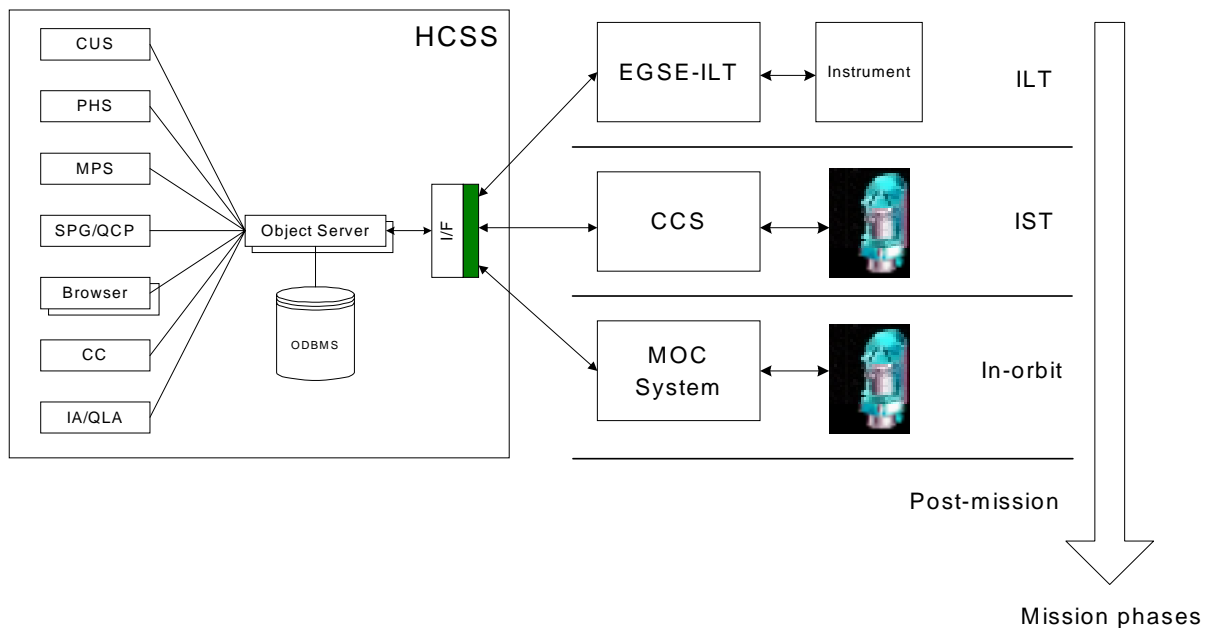 HCSS
CUS
PHS
MPS
SPG/QCP
Browser
CC
IA/QLA
Object Server
ODBMS
I/F
EGSE-ILT
Instrument
ILT
CCS
IST
MOC
System
In-orbit
Post-mission
Mission phases